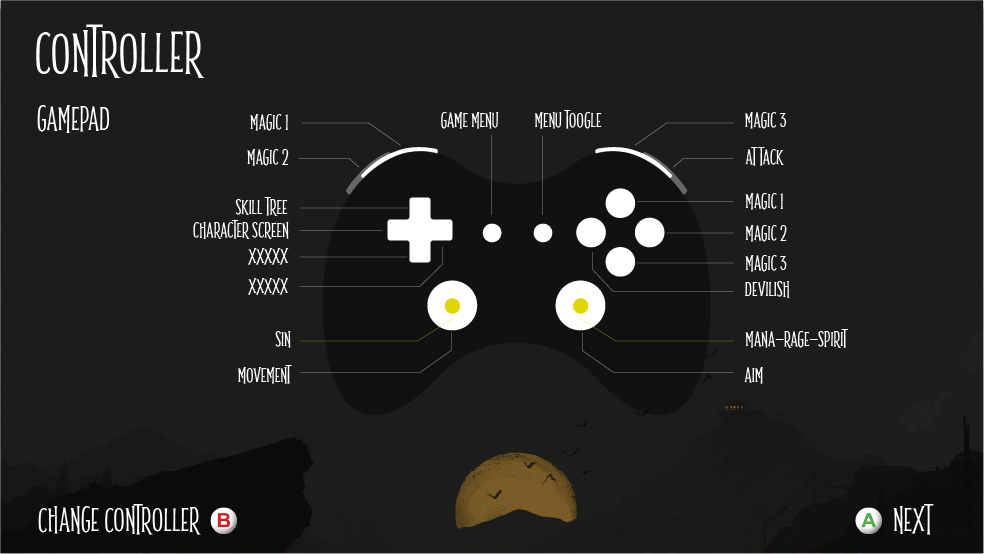 CONTROLLER
GAMEPAD
MAGIC 1
GAME MENU
MENU TOOGLE
MAGIC 3
MAGIC 2
ATTACK
SKILL TREE
MAGIC 1
CHARACTER SCREEN
MAGIC 2
XXXXX
MAGIC 3
XXXXX
DEVILISH
SIN
MANA-RAGE-SPIRIT
MOVEMENT
AIM
CHANGE CONTROLLER B
A NEXT